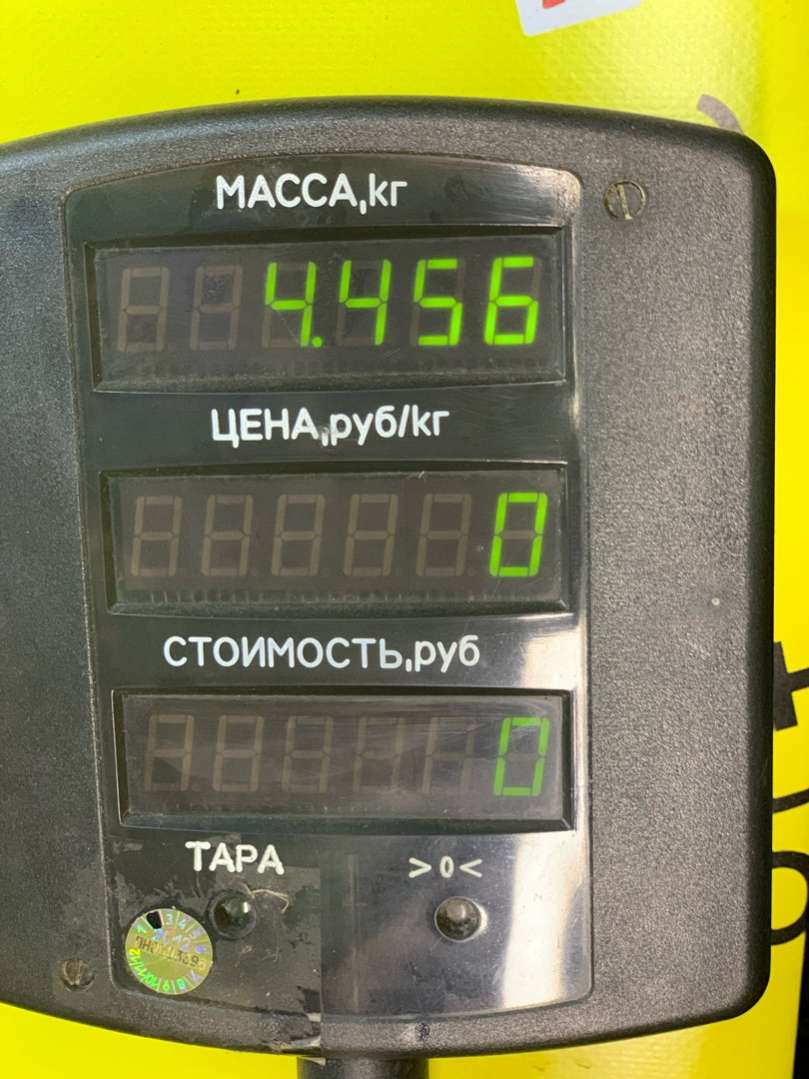 МАССА,кг
4.456
ЦЕНА,руб/кг
0
СТОИМОСТЬ,руб
0
ТАРА >0<